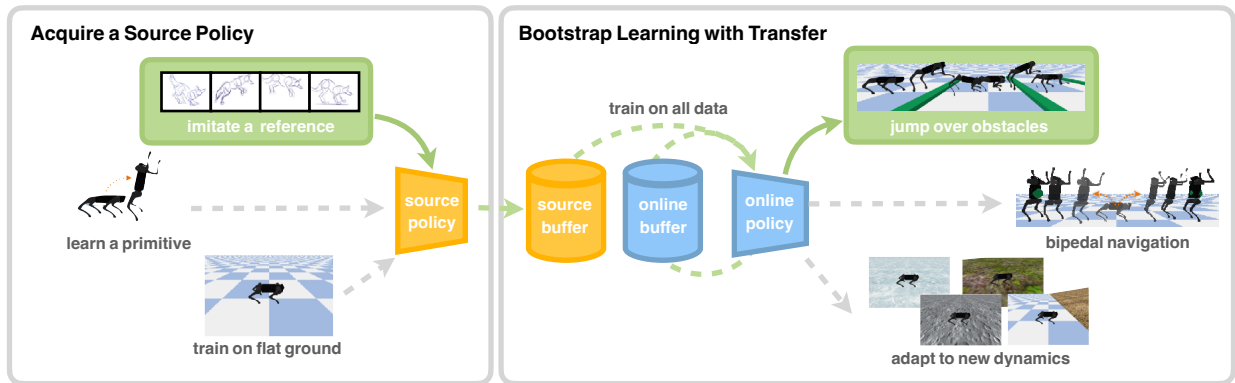 Acquire a Source Policy
imitate a reference
learn a primitive
train on flat ground
source
policy
Bootstrap Learning with Transfer
train on all data
source
buffer
online
buffer
online
policy
jump over obstacles
bipedal navigation
adapt to new dynamics